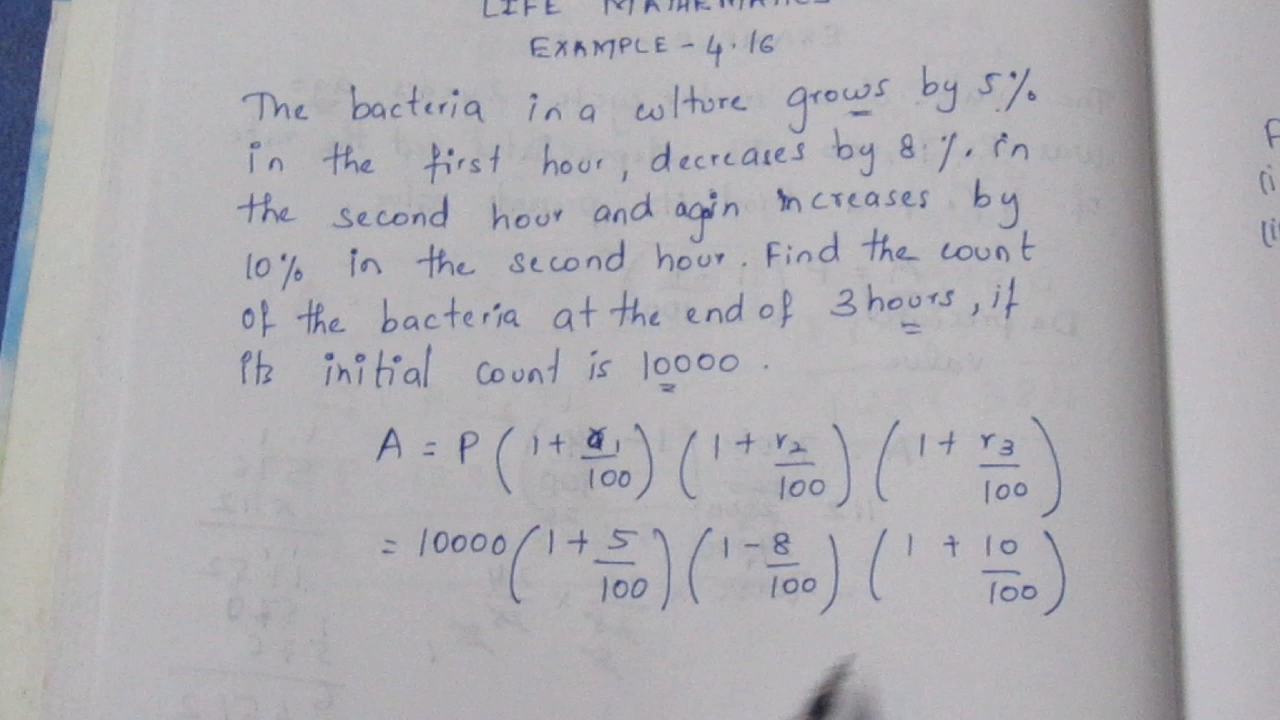 LIFE MATHEMATICS
EXAMPLE - 4.16
The bacteria in a culture grows by 5%
in the first hour, decreases by 8% in
the second hour and again increases by
10% in the second hour. Find the count
of the bacteria at the end of 3 hours, if
its initial count is 10000.
A = P (1 + r1/100) (1 + r2/100) (1 + r3/100)
= 10000 (1 + 5/100) (1 - 8/100) (1 + 10/100)